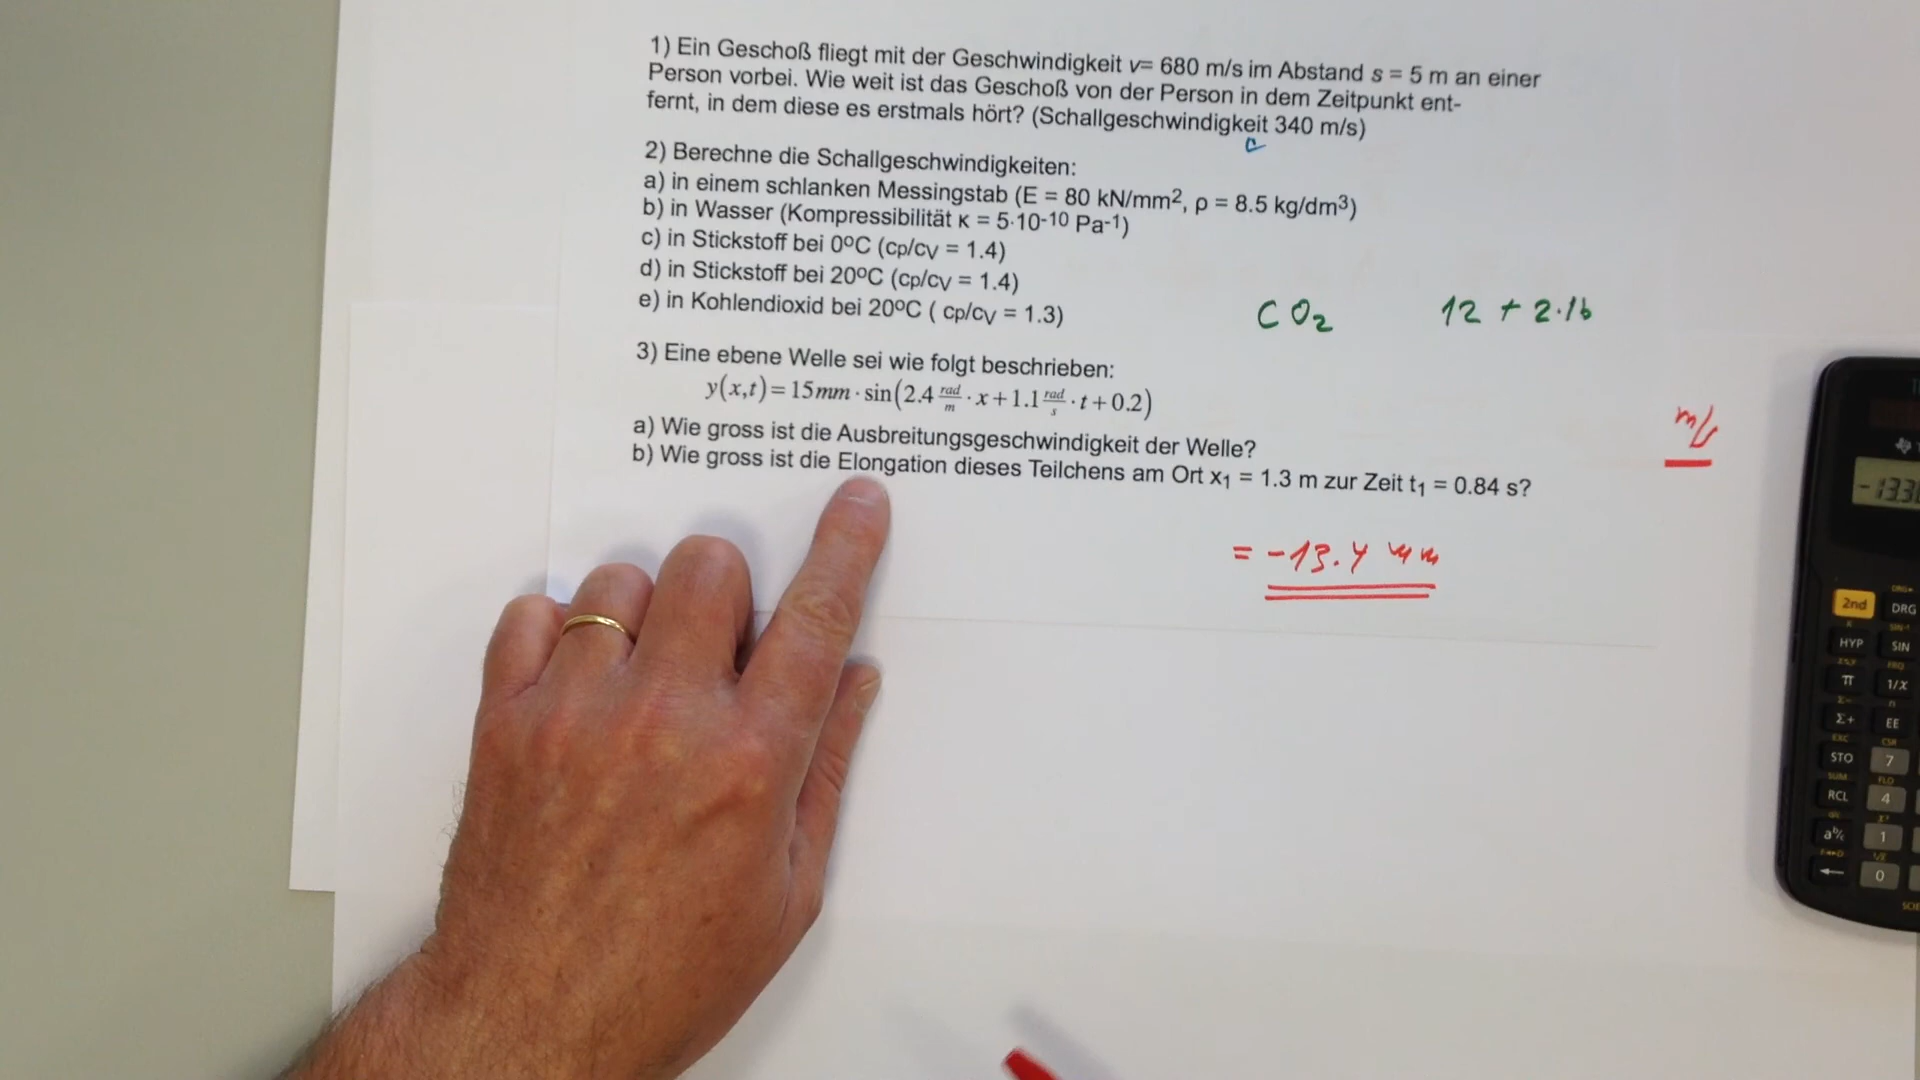 1) Ein Geschoß fliegt mit der Geschwindigkeit v= 680 m/s im Abstand s = 5 m an einer
Person vorbei. Wie weit ist das Geschoß von der Person in dem Zeitpunkt ent-
fernt, in dem diese es erstmals hört? (Schallgeschwindigkeit 340 m/s)
c
2) Berechne die Schallgeschwindigkeiten:
a) in einem schlanken Messingstab (E = 80 kN/mm², ρ = 8.5 kg/dm³)
b) in Wasser (Kompressibilität κ = 5·10⁻¹⁰ Pa⁻¹)
c) in Stickstoff bei 0ºC (cp/cv = 1.4)
d) in Stickstoff bei 20ºC (cp/cv = 1.4)
e) in Kohlendioxid bei 20ºC ( cp/cv = 1.3)
CO₂ 12 + 2·16
3) Eine ebene Welle sei wie folgt beschrieben:
y(x,t)=15mm·sin(2.4 rad/m ·x+1.1 rad/s ·t+0.2)
m/s
a) Wie gross ist die Ausbreitungsgeschwindigkeit der Welle?
b) Wie gross ist die Elongation dieses Teilchens am Ort x₁ = 1.3 m zur Zeit t₁ = 0.84 s?
= -13.4 mm
2nd
DRG
HYP
SIN
π
1/x
Σ+
EE
STO
7
RCL
4
a b/c
1
0